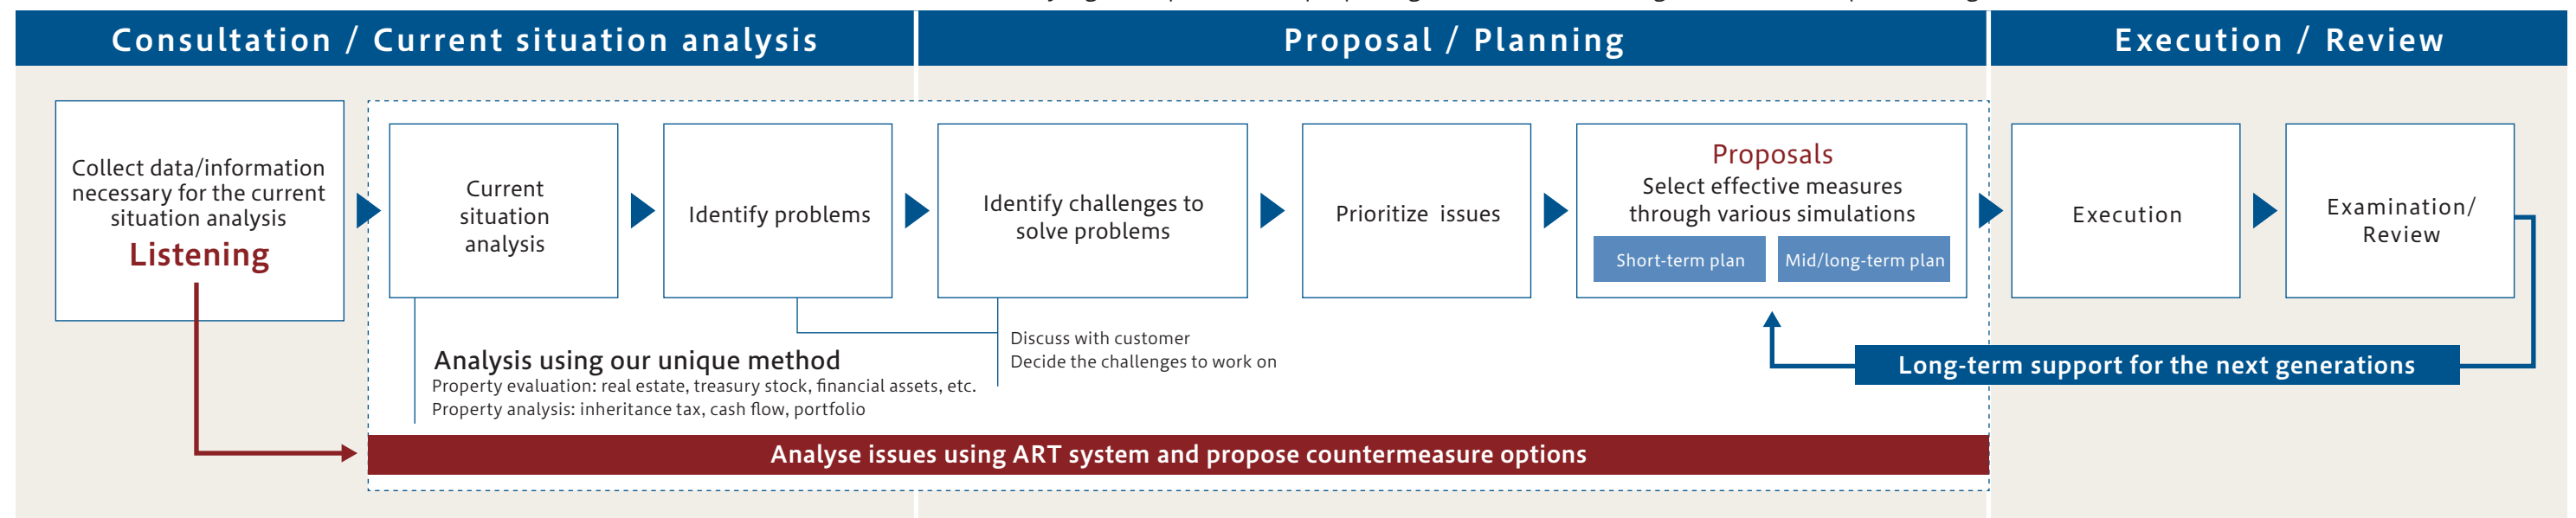 Consultation / Current situation analysis
Proposal / Planning
Execution / Review
Collect data/information
necessary for the current
situation analysis
Listening
Current
situation
analysis
Identify problems
Identify challenges to
solve problems
Prioritize issues
Proposals
Select effective measures
through various simulations
Short-term plan
Mid/long-term plan
Execution
Examination/
Review
Analysis using our unique method
Property evaluation: real estate, treasury stock, financial assets, etc.
Property analysis: inheritance tax, cash flow, portfolio
Discuss with customer
Decide the challenges to work on
Long-term support for the next generations
Analyse issues using ART system and propose countermeasure options